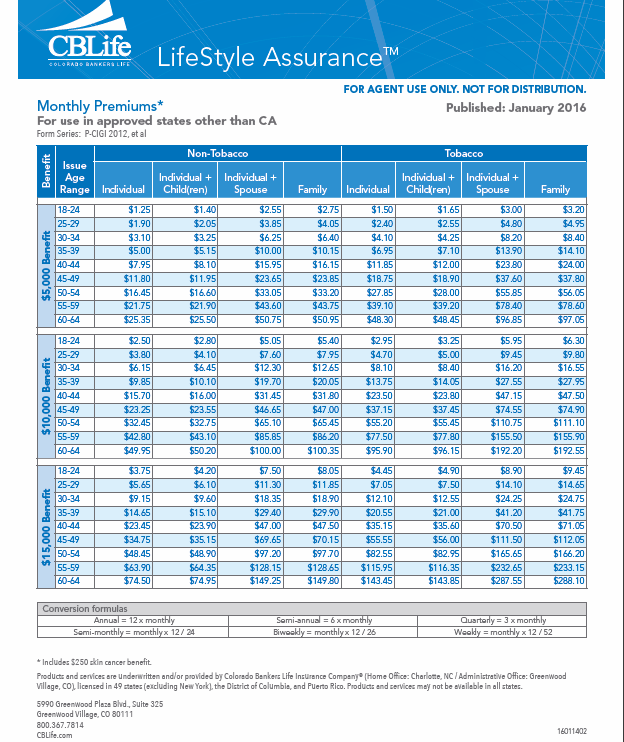 CBLife
COLORADO BANKERS LIFE
LifeStyle Assurance™
FOR AGENT USE ONLY. NOT FOR DISTRIBUTION.
Monthly Premiums*
Published: January 2016
For use in approved states other than CA
Form Series: P-CIGI 2012, et al
Non-Tobacco Tobacco
Benefit Issue Age Range Individual Individual + Child(ren) Individual + Spouse Family Individual Individual + Child(ren) Individual + Spouse Family
$5,000 Benefit
18-24 $1.25 $1.40 $2.55 $2.75 $1.50 $1.65 $3.00 $3.20
25-29 $1.90 $2.05 $3.85 $4.05 $2.40 $2.55 $4.80 $4.95
30-34 $3.10 $3.25 $6.25 $6.40 $4.10 $4.25 $8.20 $8.40
35-39 $5.00 $5.15 $10.00 $10.15 $6.95 $7.10 $13.90 $14.10
40-44 $7.95 $8.10 $15.95 $16.15 $11.85 $12.00 $23.80 $24.00
45-49 $11.80 $11.95 $23.65 $23.85 $18.75 $18.90 $37.60 $37.80
50-54 $16.45 $16.60 $33.05 $33.20 $27.85 $28.00 $55.85 $56.05
55-59 $21.75 $21.90 $43.60 $43.75 $39.10 $39.20 $78.40 $78.60
60-64 $25.35 $25.50 $50.75 $50.95 $48.30 $48.45 $96.85 $97.05
$10,000 Benefit
18-24 $2.50 $2.80 $5.05 $5.40 $2.95 $3.25 $5.95 $6.30
25-29 $3.80 $4.10 $7.60 $7.95 $4.70 $5.00 $9.45 $9.80
30-34 $6.15 $6.45 $12.30 $12.65 $8.10 $8.40 $16.20 $16.55
35-39 $9.85 $10.10 $19.70 $20.05 $13.75 $14.05 $27.55 $27.95
40-44 $15.70 $16.00 $31.45 $31.80 $23.50 $23.80 $47.15 $47.50
45-49 $23.25 $23.55 $46.65 $47.00 $37.15 $37.45 $74.55 $74.90
50-54 $32.45 $32.75 $65.10 $65.45 $55.20 $55.45 $110.75 $111.10
55-59 $42.80 $43.10 $85.85 $86.20 $77.50 $77.80 $155.50 $155.90
60-64 $49.95 $50.20 $100.00 $100.35 $95.90 $96.15 $192.20 $192.55
$15,000 Benefit
18-24 $3.75 $4.20 $7.50 $8.05 $4.45 $4.90 $8.90 $9.45
25-29 $5.65 $6.10 $11.30 $11.85 $7.05 $7.50 $14.10 $14.65
30-34 $9.15 $9.60 $18.35 $18.90 $12.10 $12.55 $24.25 $24.75
35-39 $14.65 $15.10 $29.40 $29.90 $20.55 $21.00 $41.20 $41.75
40-44 $23.45 $23.90 $47.00 $47.50 $35.15 $35.60 $70.50 $71.05
45-49 $34.75 $35.15 $69.65 $70.15 $55.55 $56.00 $111.50 $112.05
50-54 $48.45 $48.90 $97.20 $97.70 $82.55 $82.95 $165.65 $166.20
55-59 $63.90 $64.35 $128.15 $128.65 $115.95 $116.35 $232.65 $233.15
60-64 $74.50 $74.95 $149.25 $149.80 $143.45 $143.85 $287.55 $288.10
Conversion formulas
Annual = 12 x monthly Semi-annual = 6 x monthly Quarterly = 3 x monthly
Semi-monthly = monthly x 12 / 24 Biweekly = monthly x 12 / 26 Weekly = monthly x 12 / 52
* Includes $250 skin cancer benefit.
Products and services are underwritten and/or provided by Colorado Bankers Life Insurance Company® (Home Office: Charlotte, NC / Administrative Office: Greenwood
Village, CO), licensed in 49 states (excluding New York), the District of Columbia, and Puerto Rico. Products and services may not be available in all states.
5990 Greenwood Plaza Blvd., Suite 325
Greenwood Village, CO 80111
800.367.7814
CBLife.com
16011402